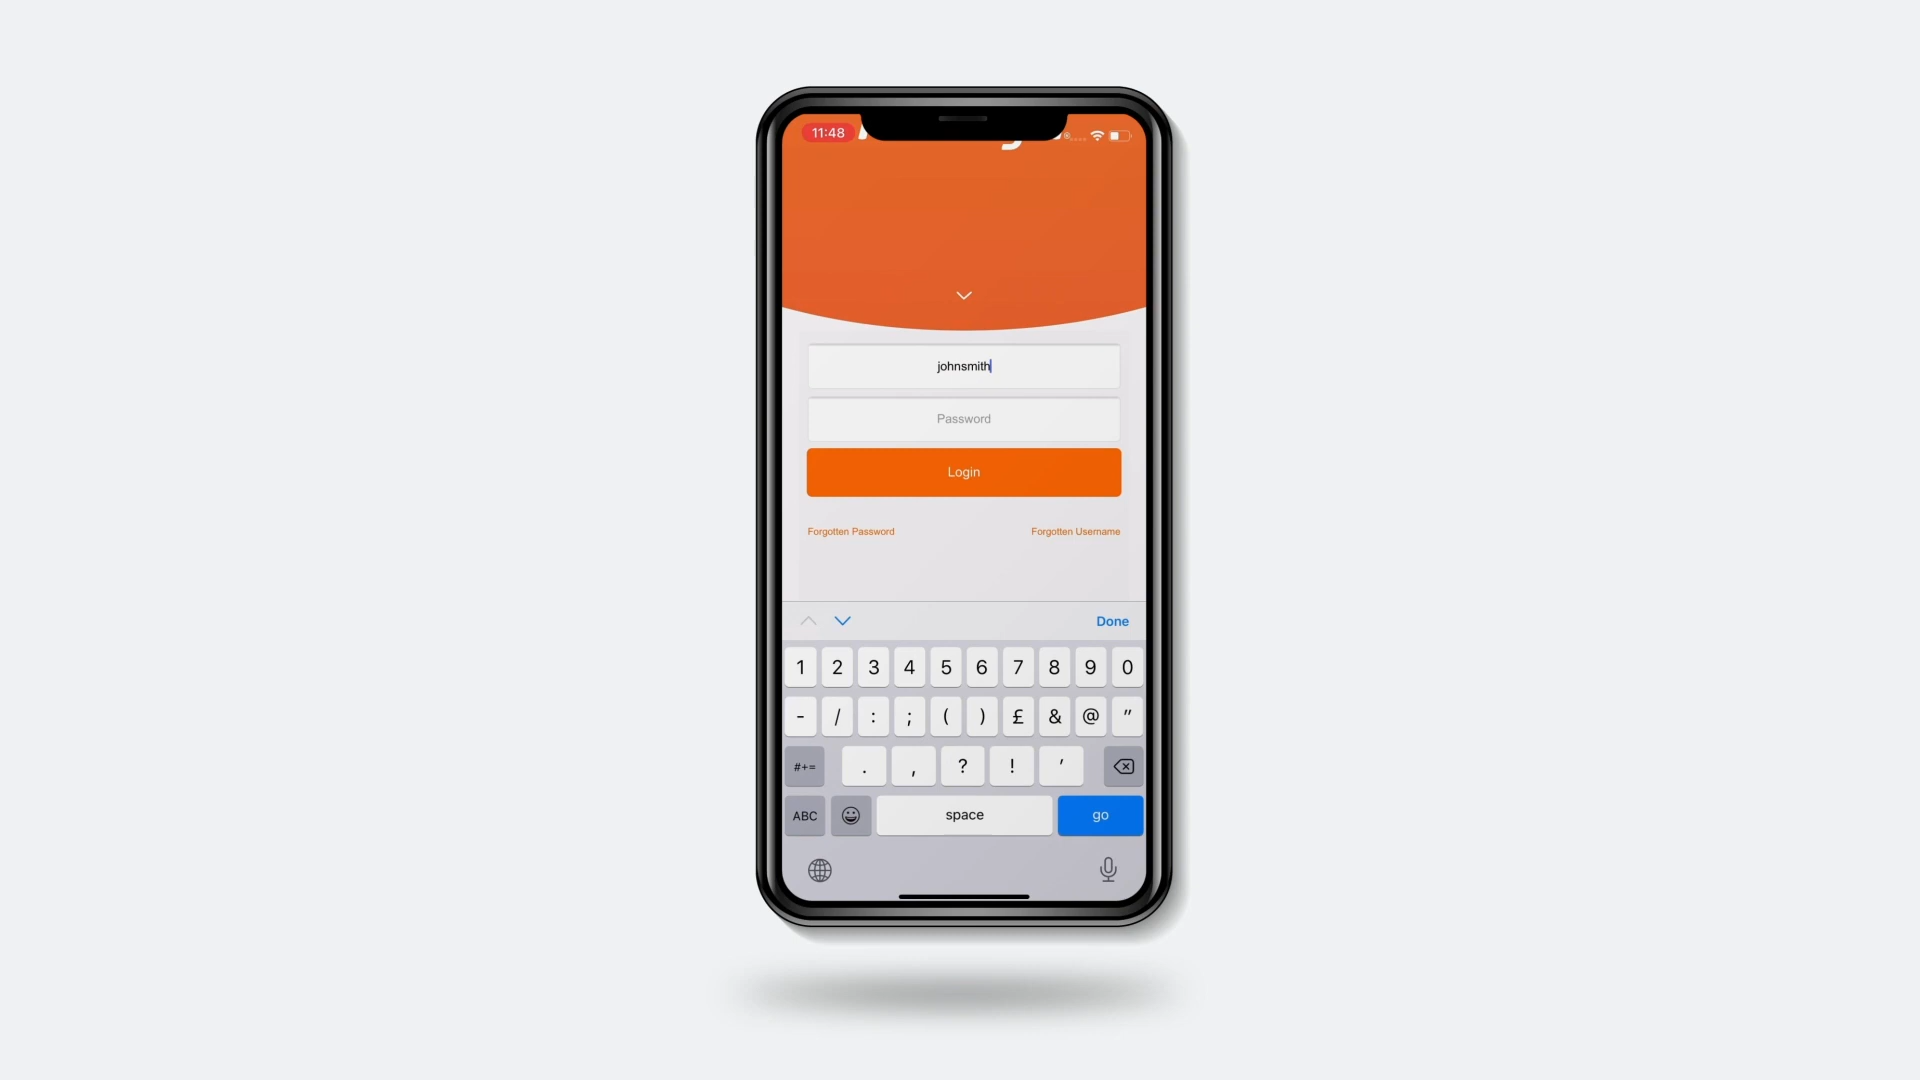 11:48
johnsmith
Password
Login
Forgotten Password Forgotten Username
Done
1 2 3 4 5 6 7 8 9 0
- / : ; ( ) £ & @ "
#+= . , ? ! '
ABC space go